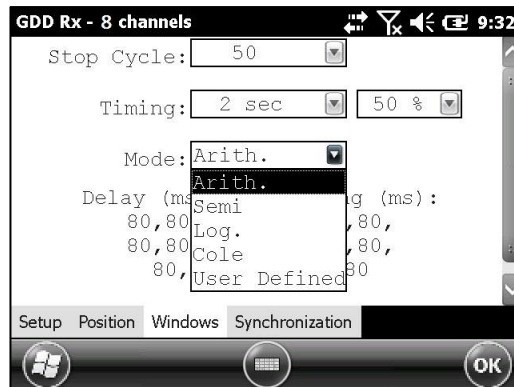 GDD Rx - 8 channels 9:32
Stop Cycle: 50
Timing: 2 sec 50 %
Mode: Arith.
Arith.
Semi
Log.
Cole
User Defined
Delay (ms g (ms):
80,80 ,80,
80,80 ,80,
80, 80
Setup Position Windows Synchronization
OK